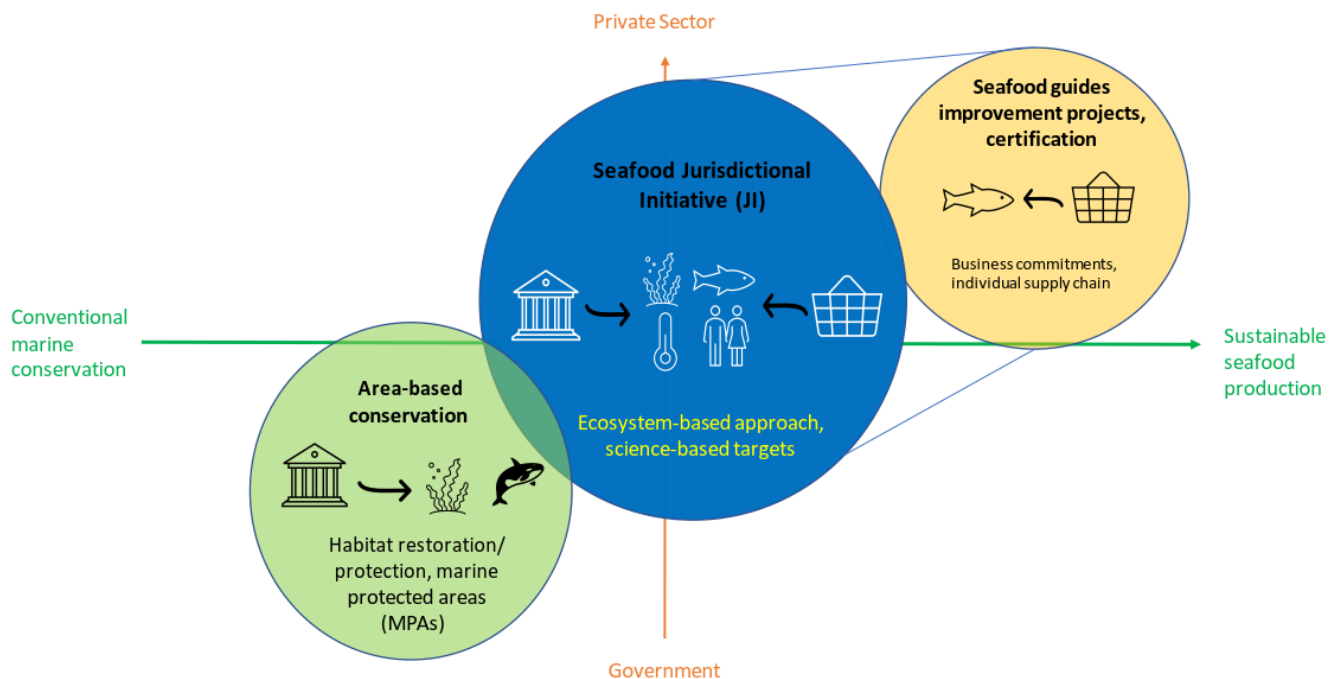 Private Sector
Seafood guides
improvement projects,
certification
Business commitments,
individual supply chain
Seafood Jurisdictional
Initiative (JI)
Ecosystem-based approach,
science-based targets
Conventional
marine
conservation
Sustainable
seafood
production
Area-based
conservation
Habitat restoration/
protection, marine
protected areas
(MPAs)
Government